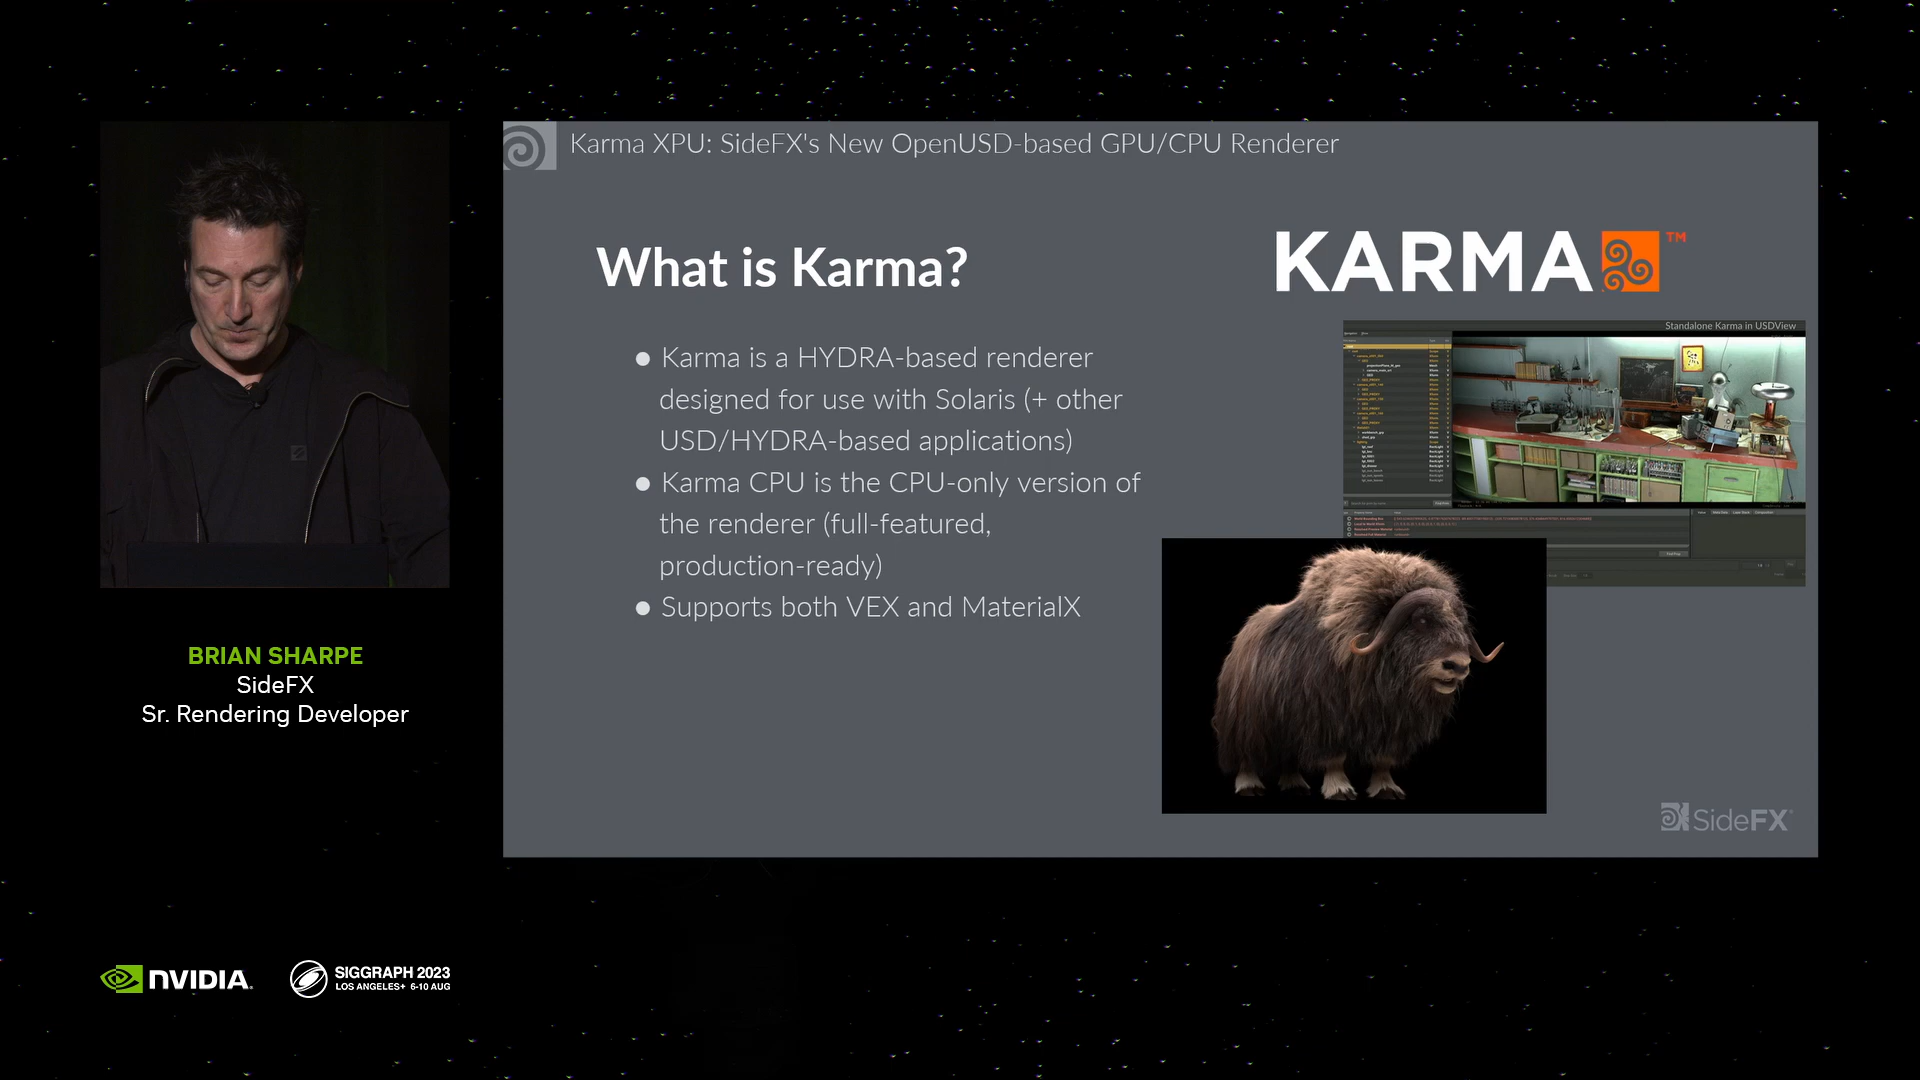 Karma XPU: SideFX's New OpenUSD-based GPU/CPU Renderer
What is Karma?
KARMA TM
● Karma is a HYDRA-based renderer
designed for use with Solaris (+ other
USD/HYDRA-based applications)
● Karma CPU is the CPU-only version of
the renderer (full-featured,
production-ready)
● Supports both VEX and MaterialX
Standalone Karma in USDView
SideFX
BRIAN SHARPE
SideFX
Sr. Rendering Developer
NVIDIA.
SIGGRAPH 2023
LOS ANGELES+ 6-10 AUG